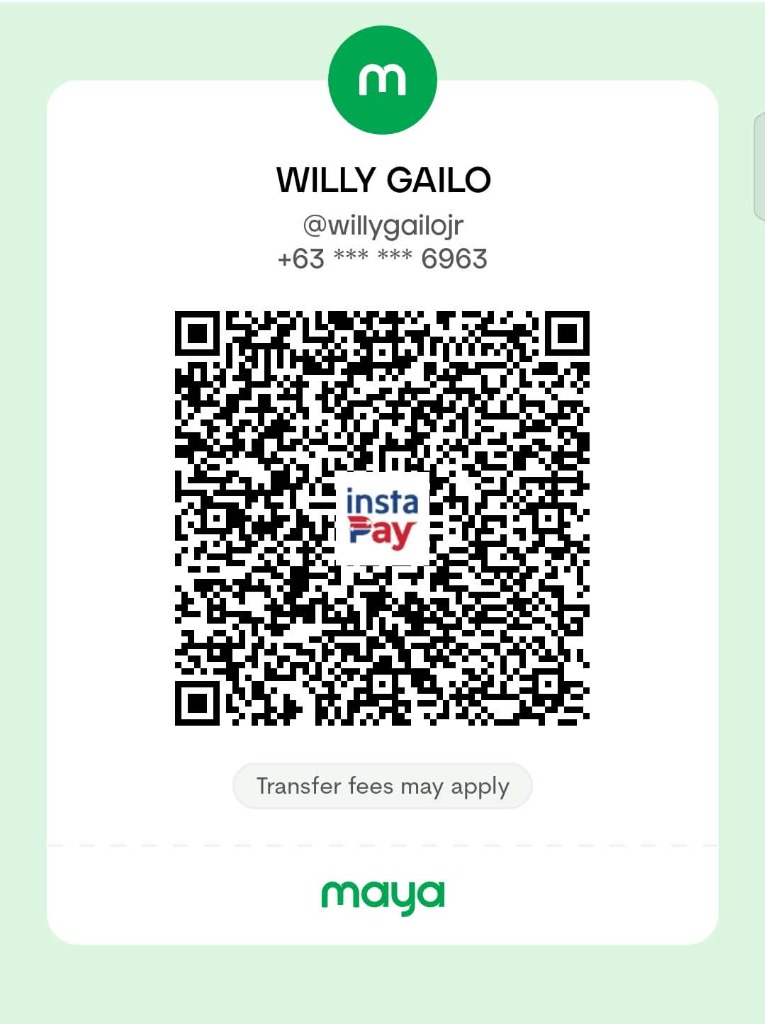 m
WILLY GAILO
@willygailojr
+63 *** *** 6963
insta
Pay
Transfer fees may apply
maya